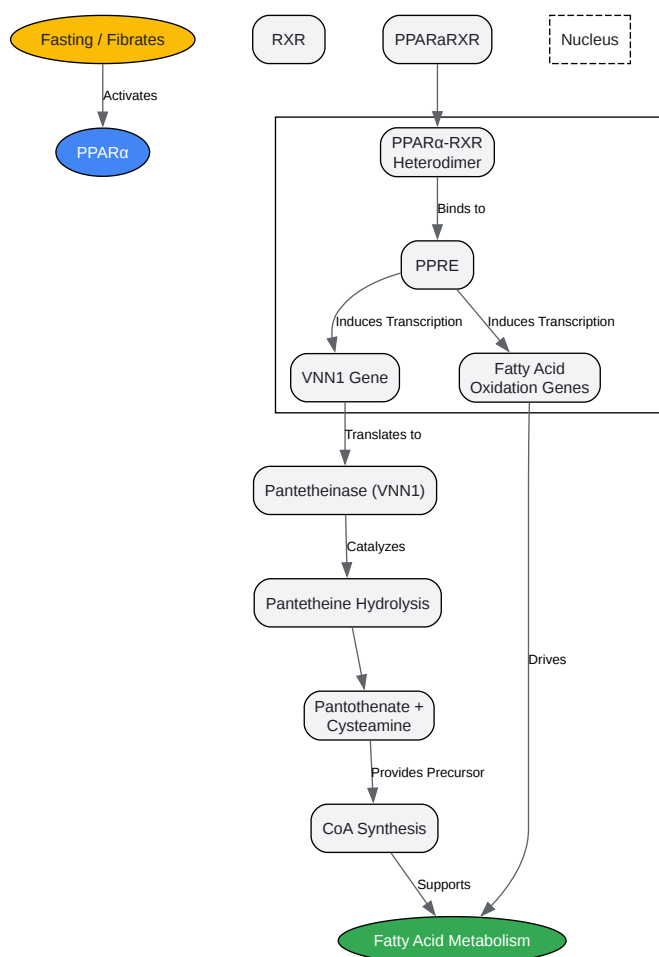 Fasting / Fibrates
RXR
PPARaRXR
Nucleus
Activates
PPARα
PPARα-RXR
Heterodimer
Binds to
PPRE
Induces Transcription
Induces Transcription
VNN1 Gene
Fatty Acid
Oxidation Genes
Translates to
Pantetheinase (VNN1)
Catalyzes
Pantetheine Hydrolysis
Drives
Pantothenate +
Cysteamine
Provides Precursor
CoA Synthesis
Supports
Fatty Acid Metabolism